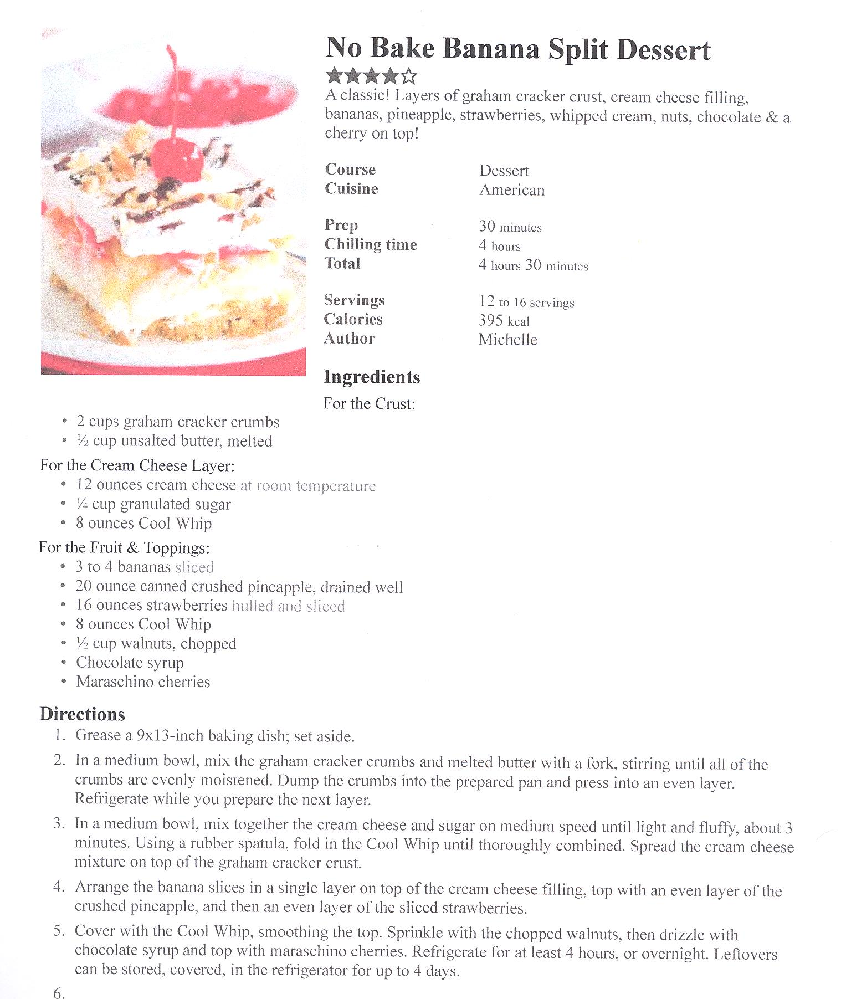 No Bake Banana Split Dessert
★★★★☆
A classic! Layers of graham cracker crust, cream cheese filling,
bananas, pineapple, strawberries, whipped cream, nuts, chocolate & a
cherry on top!
Course Dessert
Cuisine American
Prep 30 minutes
Chilling time 4 hours
Total 4 hours 30 minutes
Servings 12 to 16 servings
Calories 395 kcal
Author Michelle
Ingredients
For the Crust:
• 2 cups graham cracker crumbs
• ½ cup unsalted butter, melted
For the Cream Cheese Layer:
• 12 ounces cream cheese at room temperature
• ¼ cup granulated sugar
• 8 ounces Cool Whip
For the Fruit & Toppings:
• 3 to 4 bananas sliced
• 20 ounce canned crushed pineapple, drained well
• 16 ounces strawberries hulled and sliced
• 8 ounces Cool Whip
• ½ cup walnuts, chopped
• Chocolate syrup
• Maraschino cherries
Directions
1. Grease a 9x13-inch baking dish; set aside.
2. In a medium bowl, mix the graham cracker crumbs and melted butter with a fork, stirring until all of the
crumbs are evenly moistened. Dump the crumbs into the prepared pan and press into an even layer.
Refrigerate while you prepare the next layer.
3. In a medium bowl, mix together the cream cheese and sugar on medium speed until light and fluffy, about 3
minutes. Using a rubber spatula, fold in the Cool Whip until thoroughly combined. Spread the cream cheese
mixture on top of the graham cracker crust.
4. Arrange the banana slices in a single layer on top of the cream cheese filling, top with an even layer of the
crushed pineapple, and then an even layer of the sliced strawberries.
5. Cover with the Cool Whip, smoothing the top. Sprinkle with the chopped walnuts, then drizzle with
chocolate syrup and top with maraschino cherries. Refrigerate for at least 4 hours, or overnight. Leftovers
can be stored, covered, in the refrigerator for up to 4 days.
6.